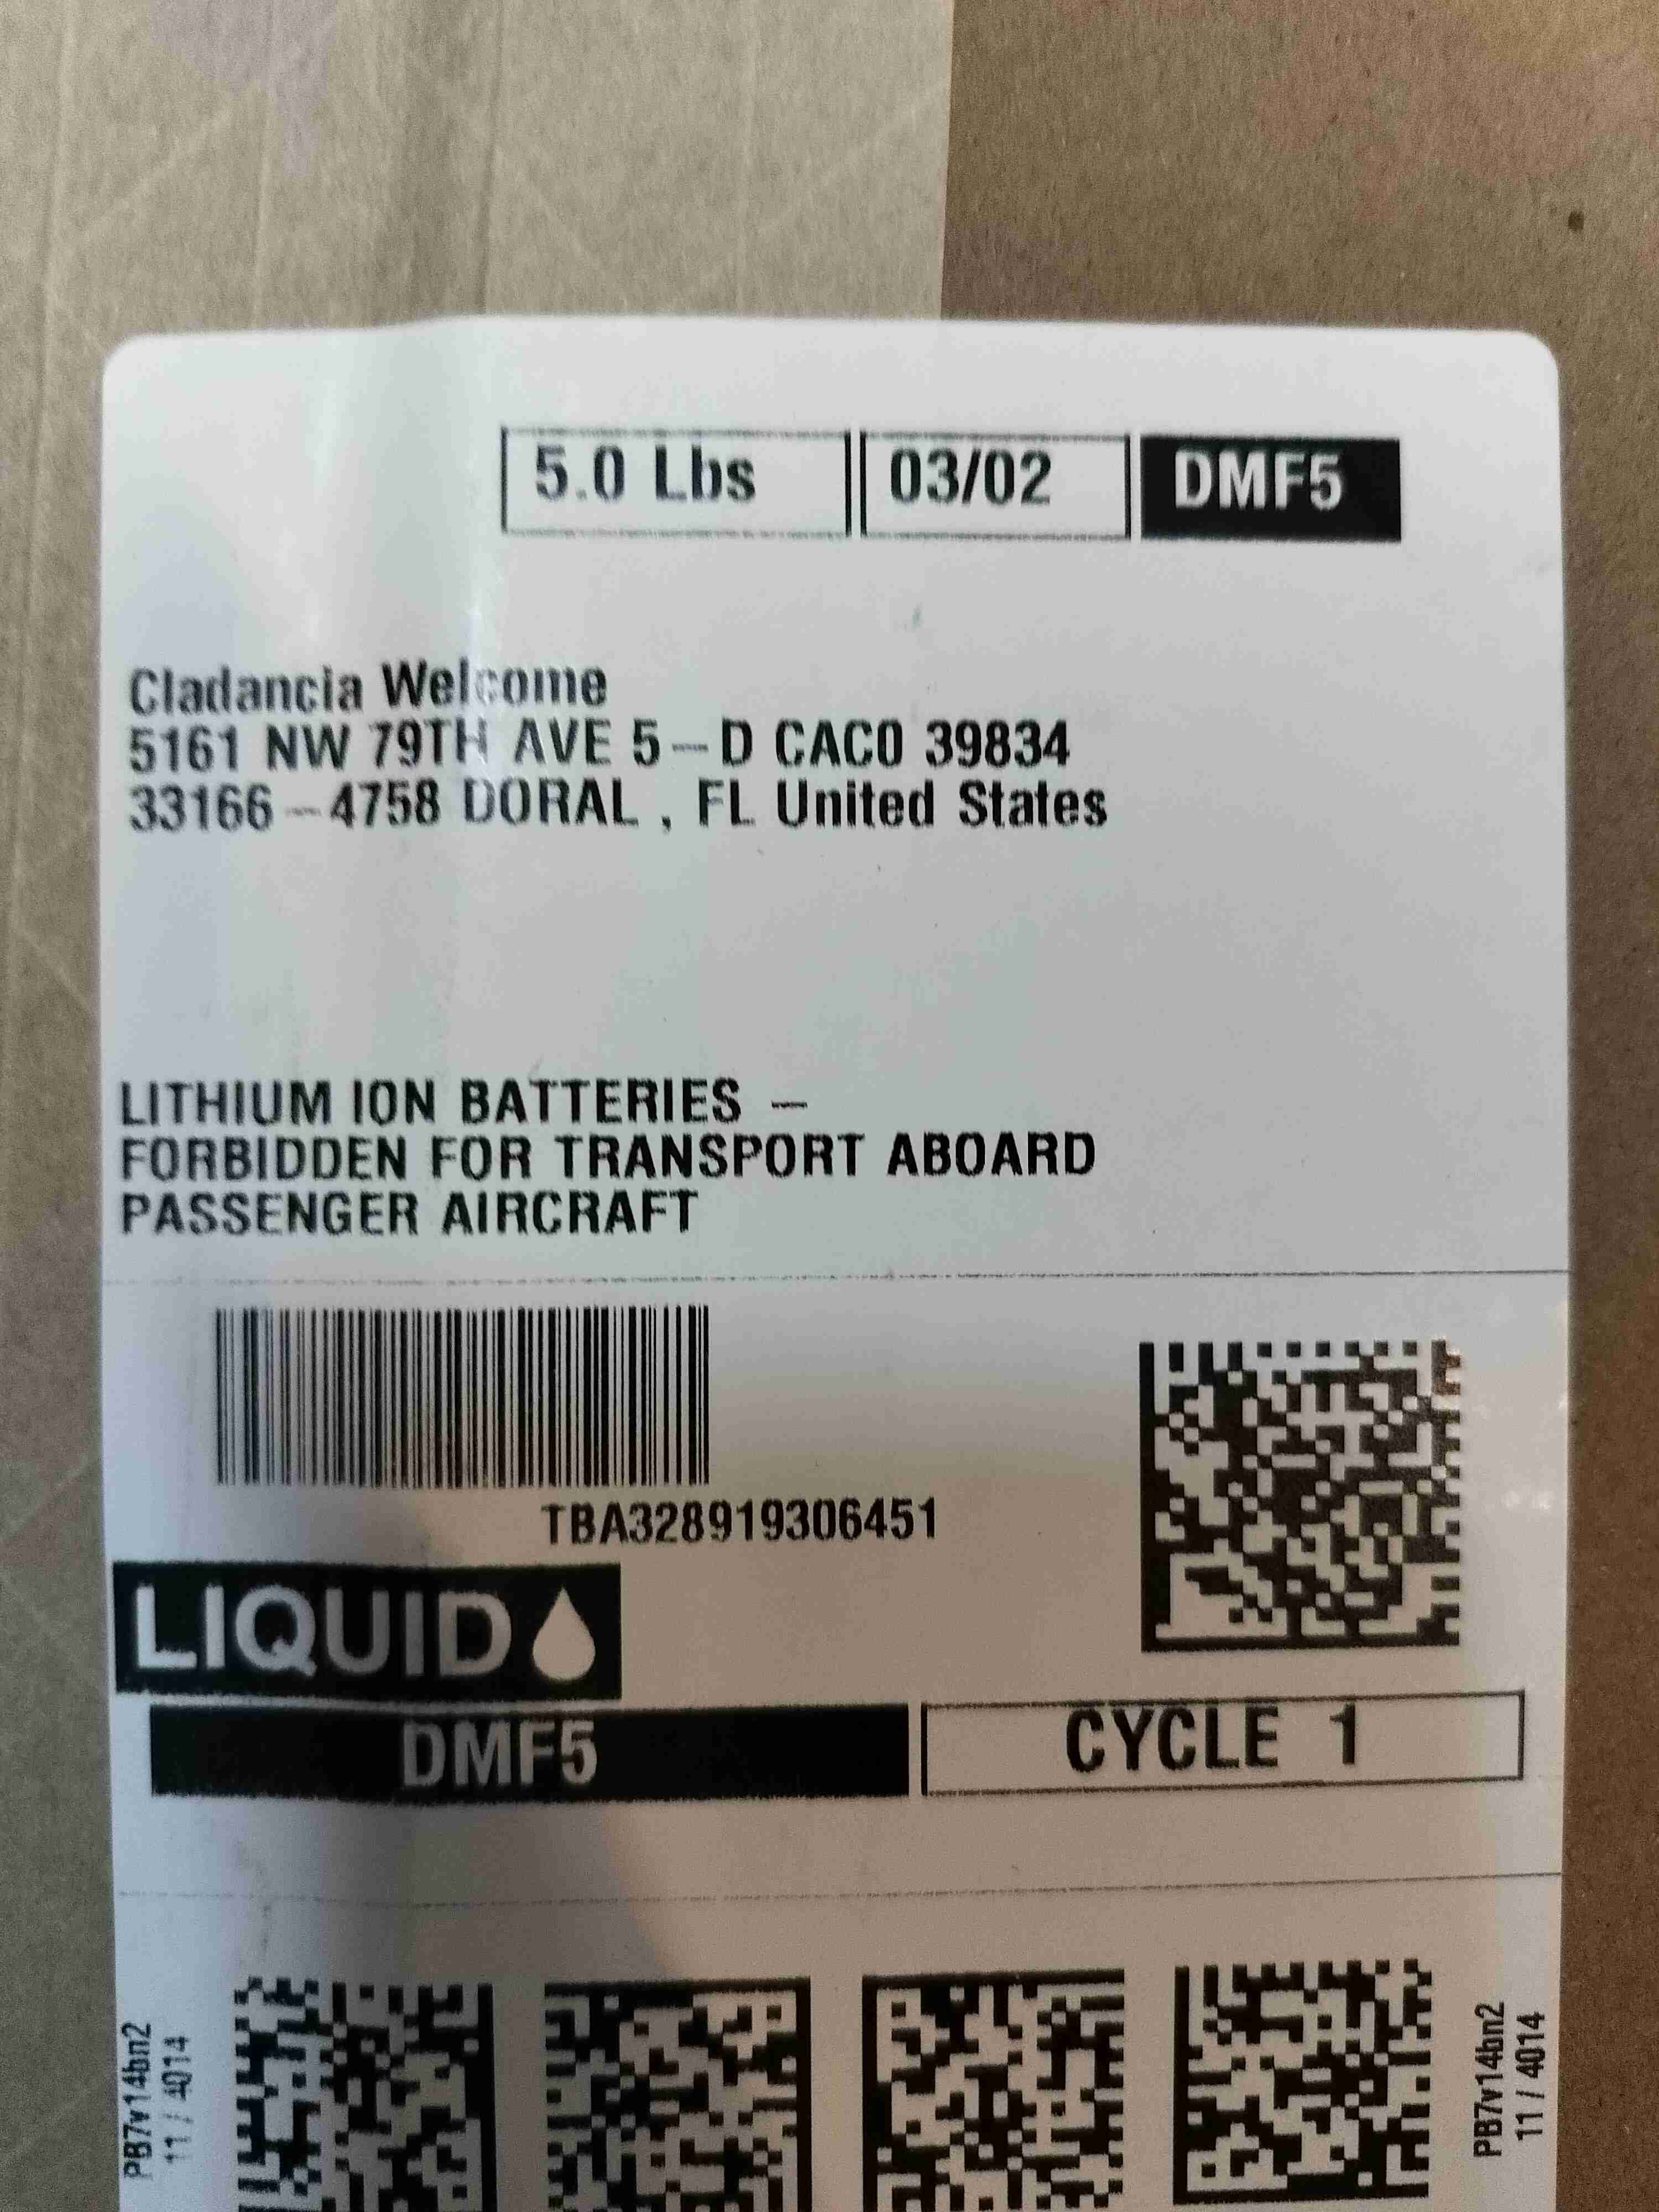 5.0 Lbs 03/02 DMF5
Cladancia Welcome
5161 NW 79TH AVE 5-D CACO 39834
33166-4758 DORAL , FL United States
LITHIUM ION BATTERIES -
FORBIDDEN FOR TRANSPORT ABOARD
PASSENGER AIRCRAFT
TBA328919306451
LIQUID
DMF5 CYCLE 1
PB7v14bn2
11 / 4014
PB7v14bn2
11 / 4014